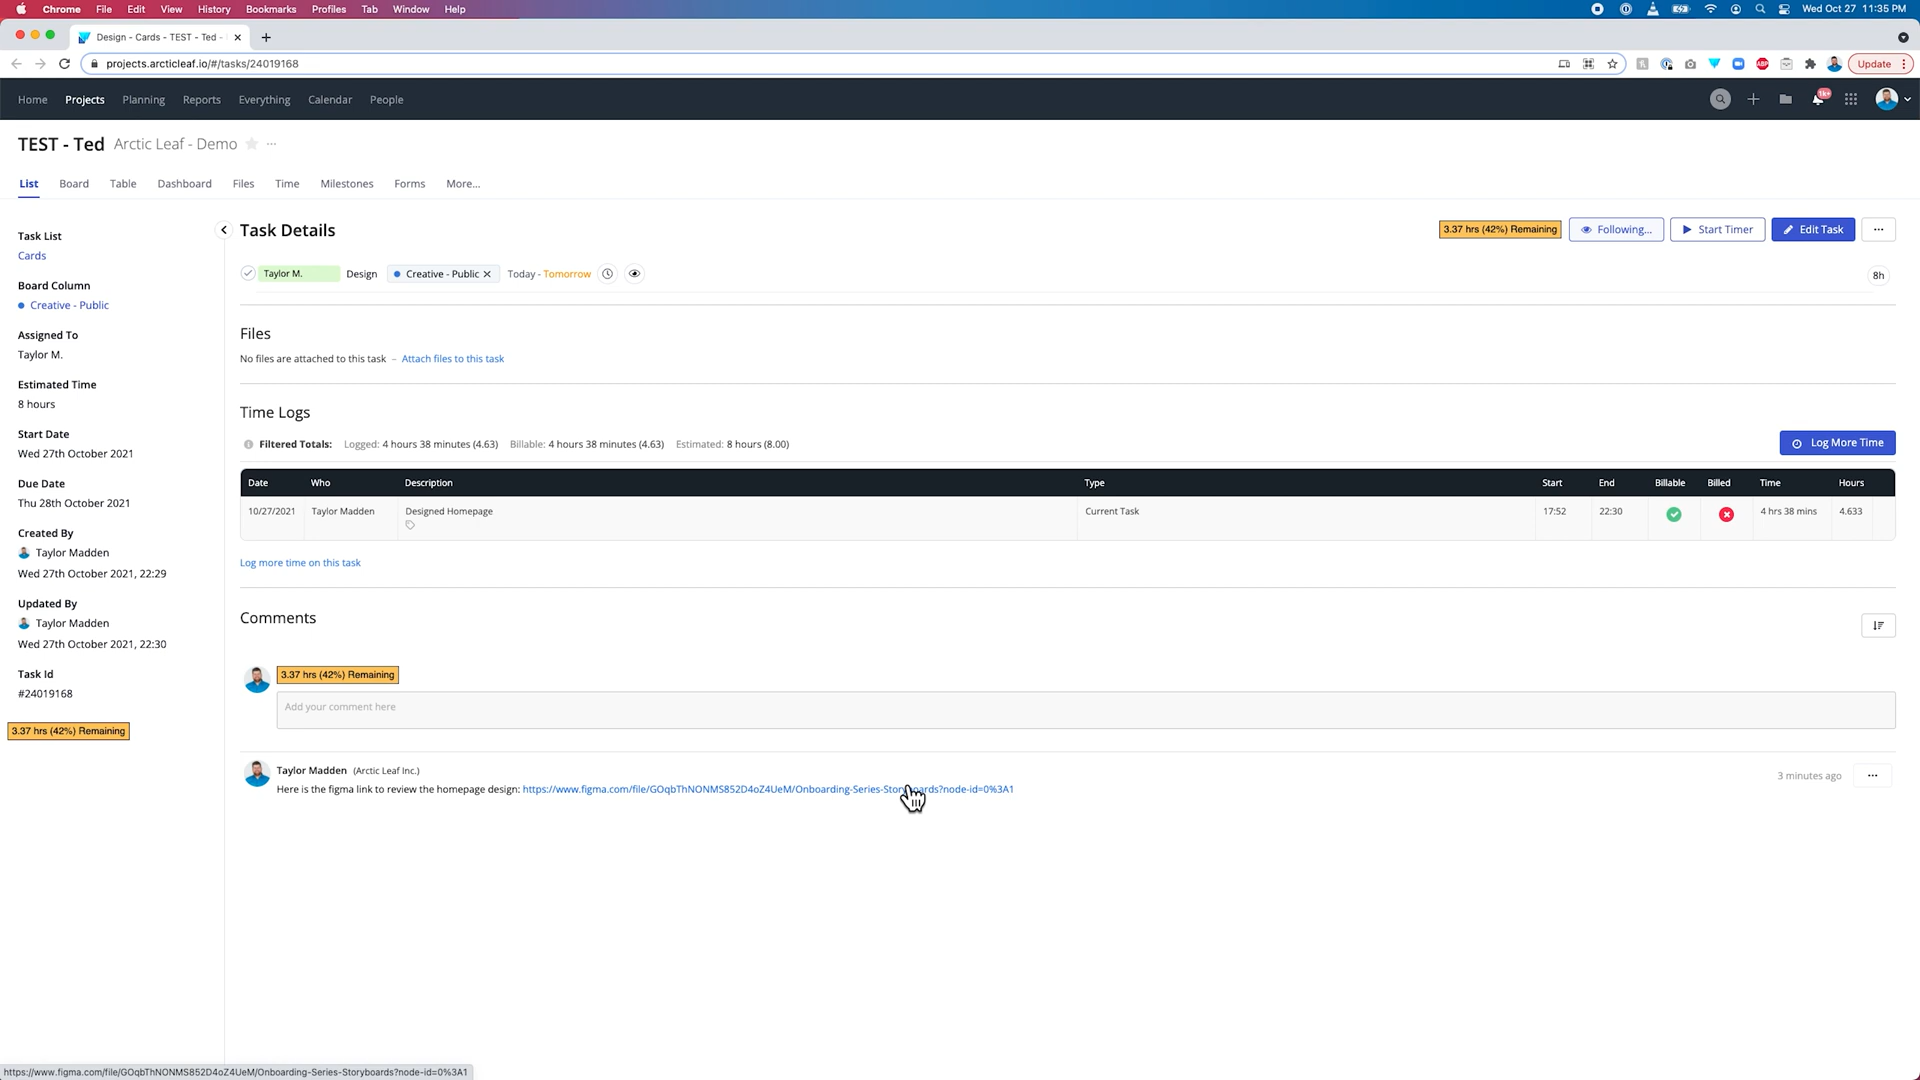 Chrome File Edit View History Bookmarks Profiles Tab Window Help Wed Oct 27 11:35 PM
Design - Cards - TEST - Ted -
projects.arcticleaf.io/#/tasks/24019168 ABP Update
Home Projects Planning Reports Everything Calendar People 1k+
TEST - Ted Arctic Leaf - Demo
List Board Table Dashboard Files Time Milestones Forms More...
Task List
Cards
Board Column
Creative - Public
Assigned To
Taylor M.
Estimated Time
8 hours
Start Date
Wed 27th October 2021
Due Date
Thu 28th October 2021
Created By
Taylor Madden
Wed 27th October 2021, 22:29
Updated By
Taylor Madden
Wed 27th October 2021, 22:30
Task Id
#24019168
3.37 hrs (42%) Remaining
Task Details 3.37 hrs (42%) Remaining Following... Start Timer Edit Task
Taylor M. Design Creative - Public Today - Tomorrow 8h
Files
No files are attached to this task – Attach files to this task
Time Logs
Filtered Totals: Logged: 4 hours 38 minutes (4.63) Billable: 4 hours 38 minutes (4.63) Estimated: 8 hours (8.00) Log More Time
Date Who Description Type Start End Billable Billed Time Hours
10/27/2021 Taylor Madden Designed Homepage Current Task 17:52 22:30 4 hrs 38 mins 4.633
Log more time on this task
Comments
3.37 hrs (42%) Remaining
Add your comment here
Taylor Madden (Arctic Leaf Inc.) 3 minutes ago
Here is the figma link to review the homepage design: https://www.figma.com/file/GOqbThNONMS852D4oZ4UeM/Onboarding-Series-Storyboards?node-id=0%3A1
https://www.figma.com/file/GOqbThNONMS852D4oZ4UeM/Onboarding-Series-Storyboards?node-id=0%3A1